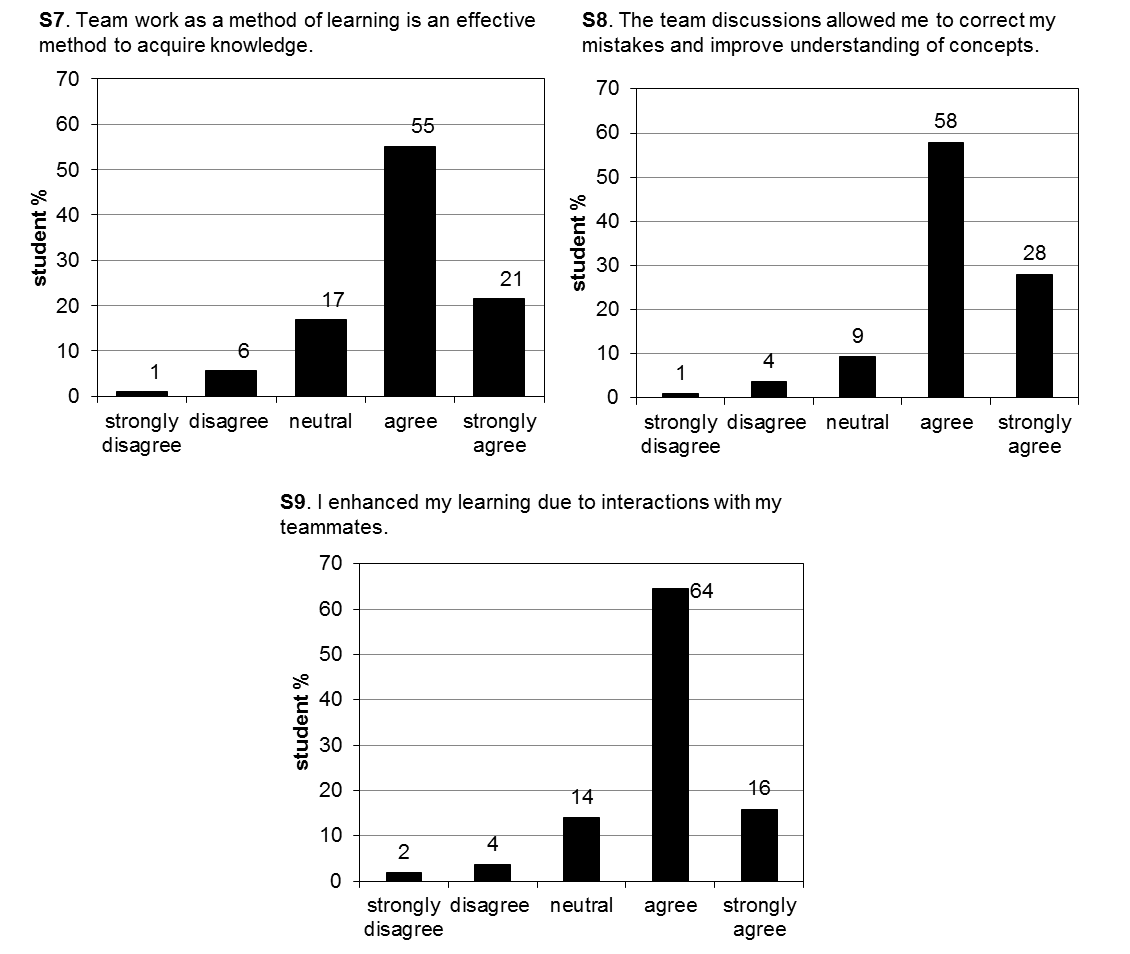 S7. Team work as a method of learning is an effective
method to acquire knowledge.
70
60
50
40
30
20
10
0
student %
1
6
17
55
21
strongly disagree neutral agree strongly
disagree agree
S8. The team discussions allowed me to correct my
mistakes and improve understanding of concepts.
70
60
50
40
30
20
10
0
student %
1
4
9
58
28
strongly disagree neutral agree strongly
disagree agree
S9. I enhanced my learning due to interactions with my
teammates.
70
60
50
40
30
20
10
0
student %
2
4
14
64
16
strongly disagree neutral agree strongly
disagree agree